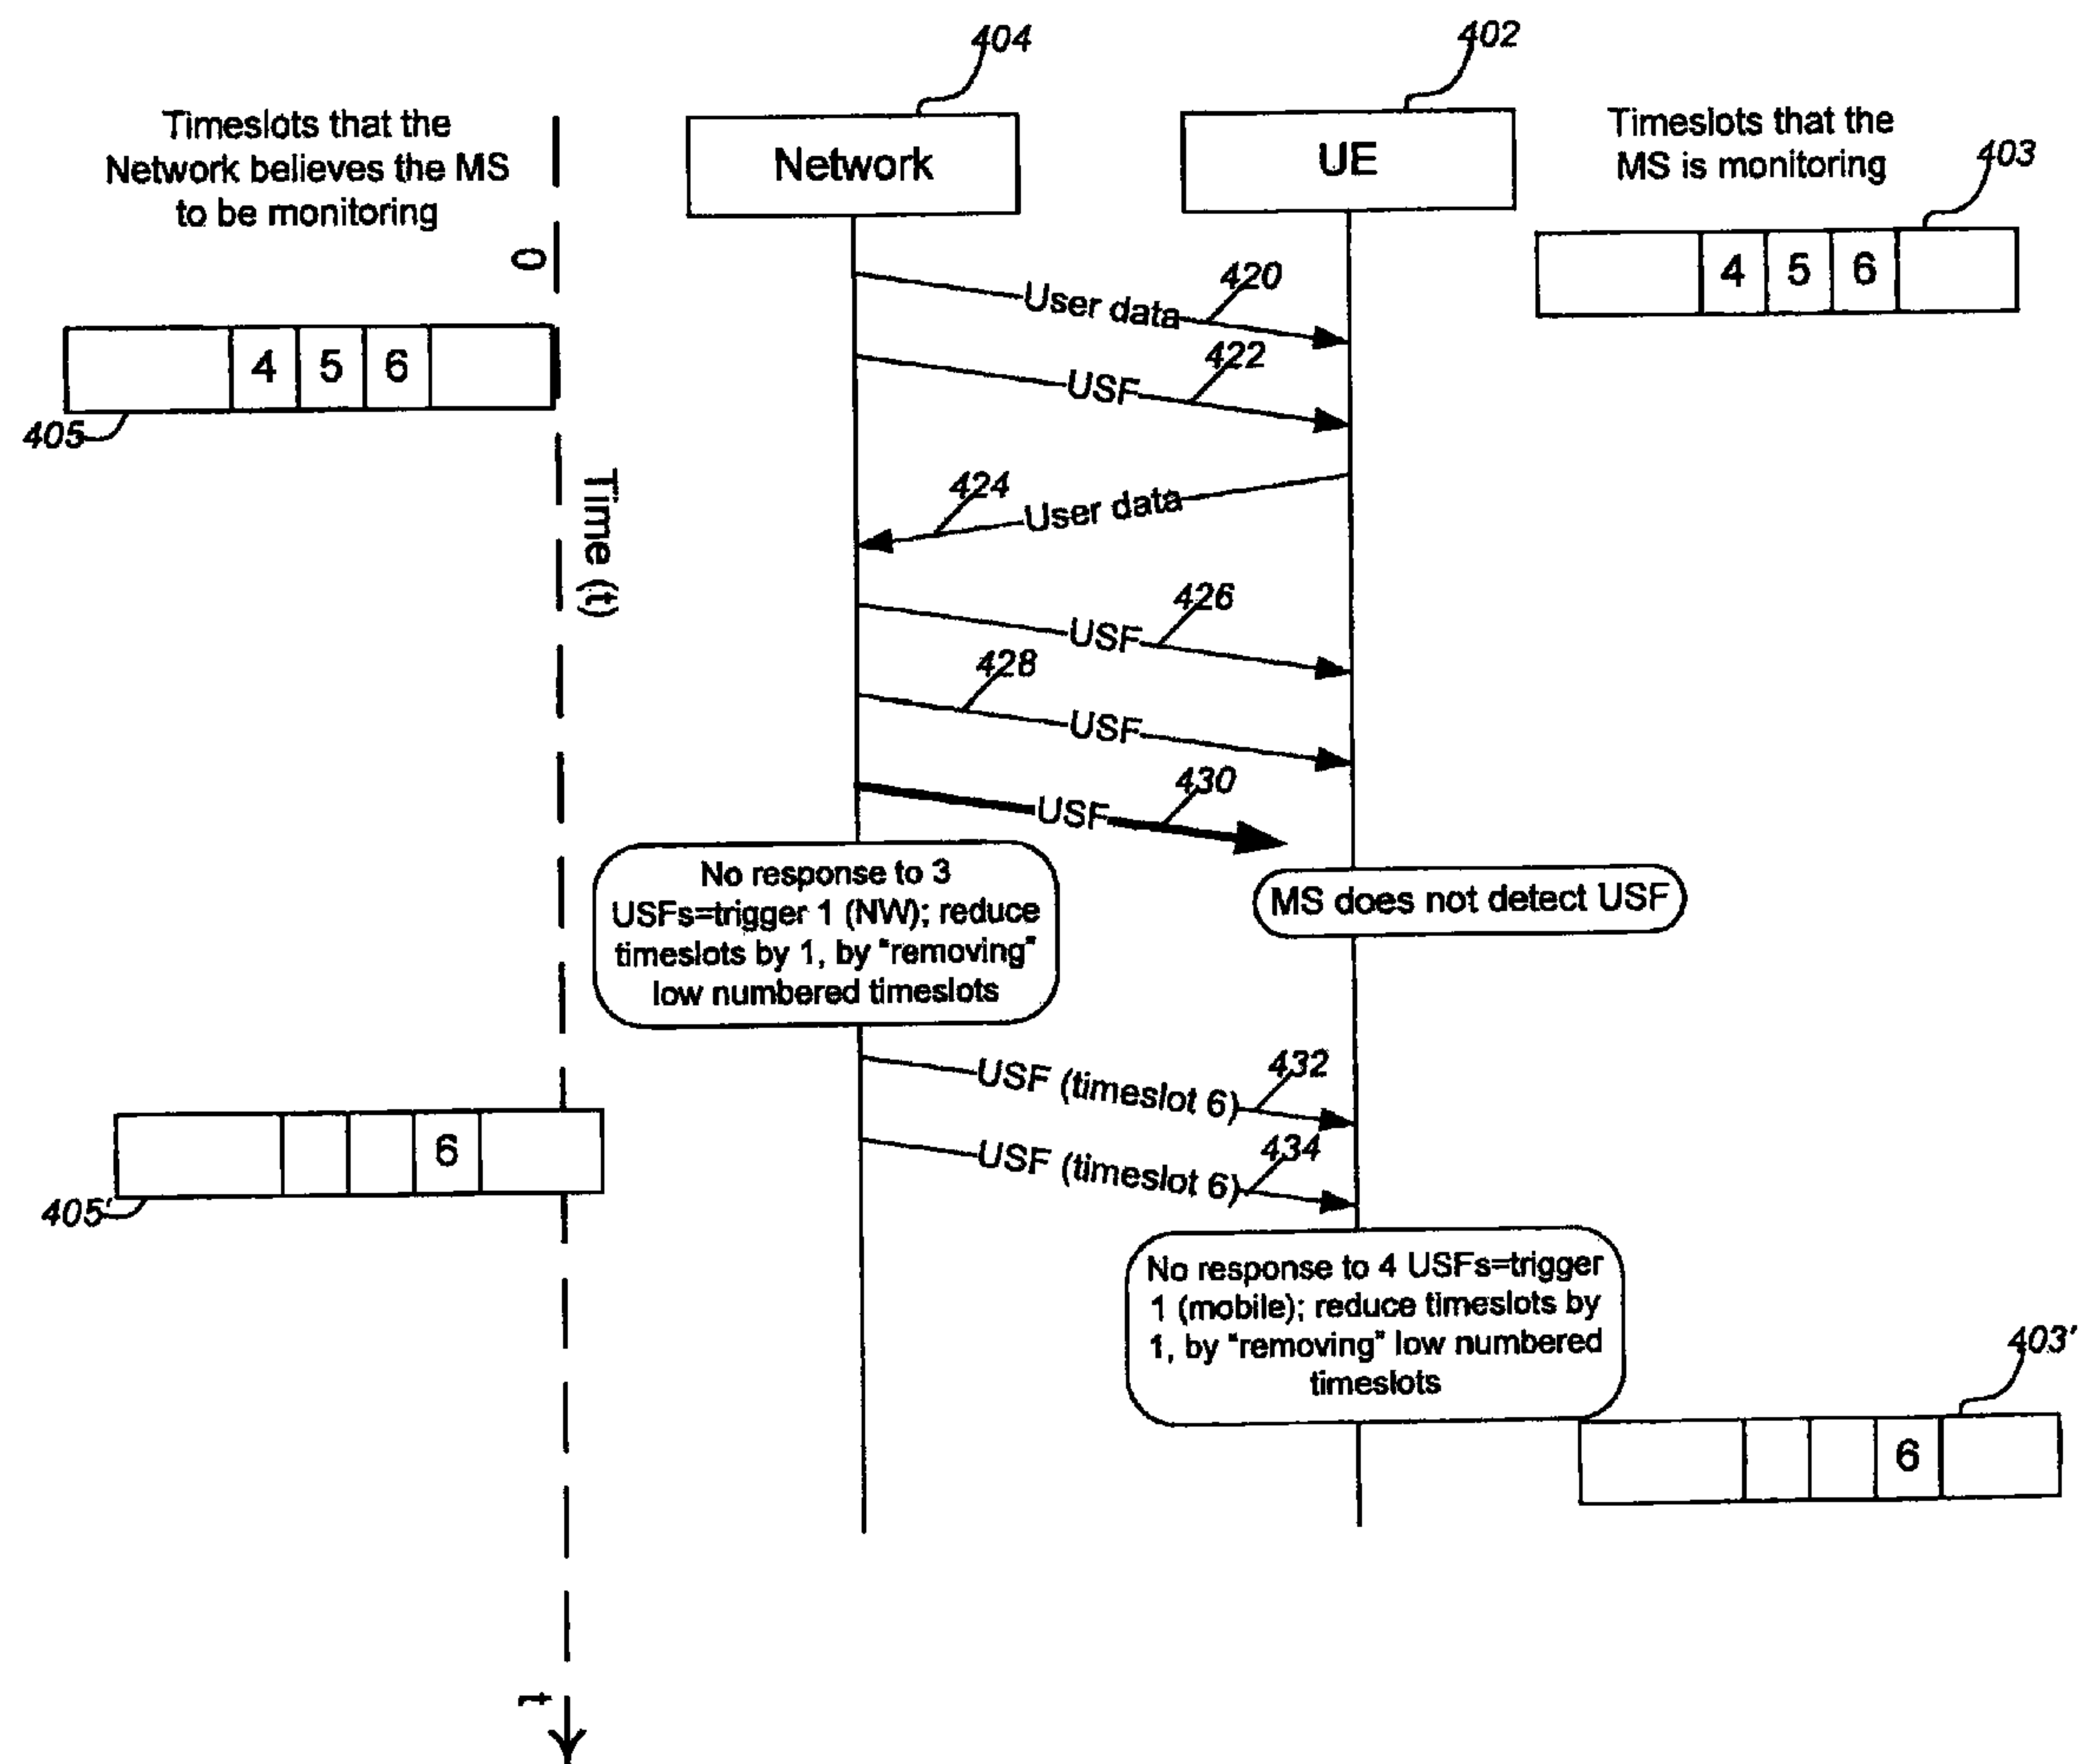 404
402
Timeslots that the
Network believes the MS
to be monitoring
Network
UE
Timeslots that the
MS is monitoring
403
0
4 5 6
420
User data
4 5 6
405
422
USF
Time (t)
424
User data
426
USF
428
USF
430
USF
No response to 3
USFs=trigger 1 (NW); reduce
timeslots by 1, by "removing"
low numbered timeslots
MS does not detect USF
432
USF (timeslot 6)
6
405'
434
USF (timeslot 6)
No response to 4 USFs=trigger
1 (mobile); reduce timeslots by
1, by "removing" low numbered
timeslots
403'
6
t